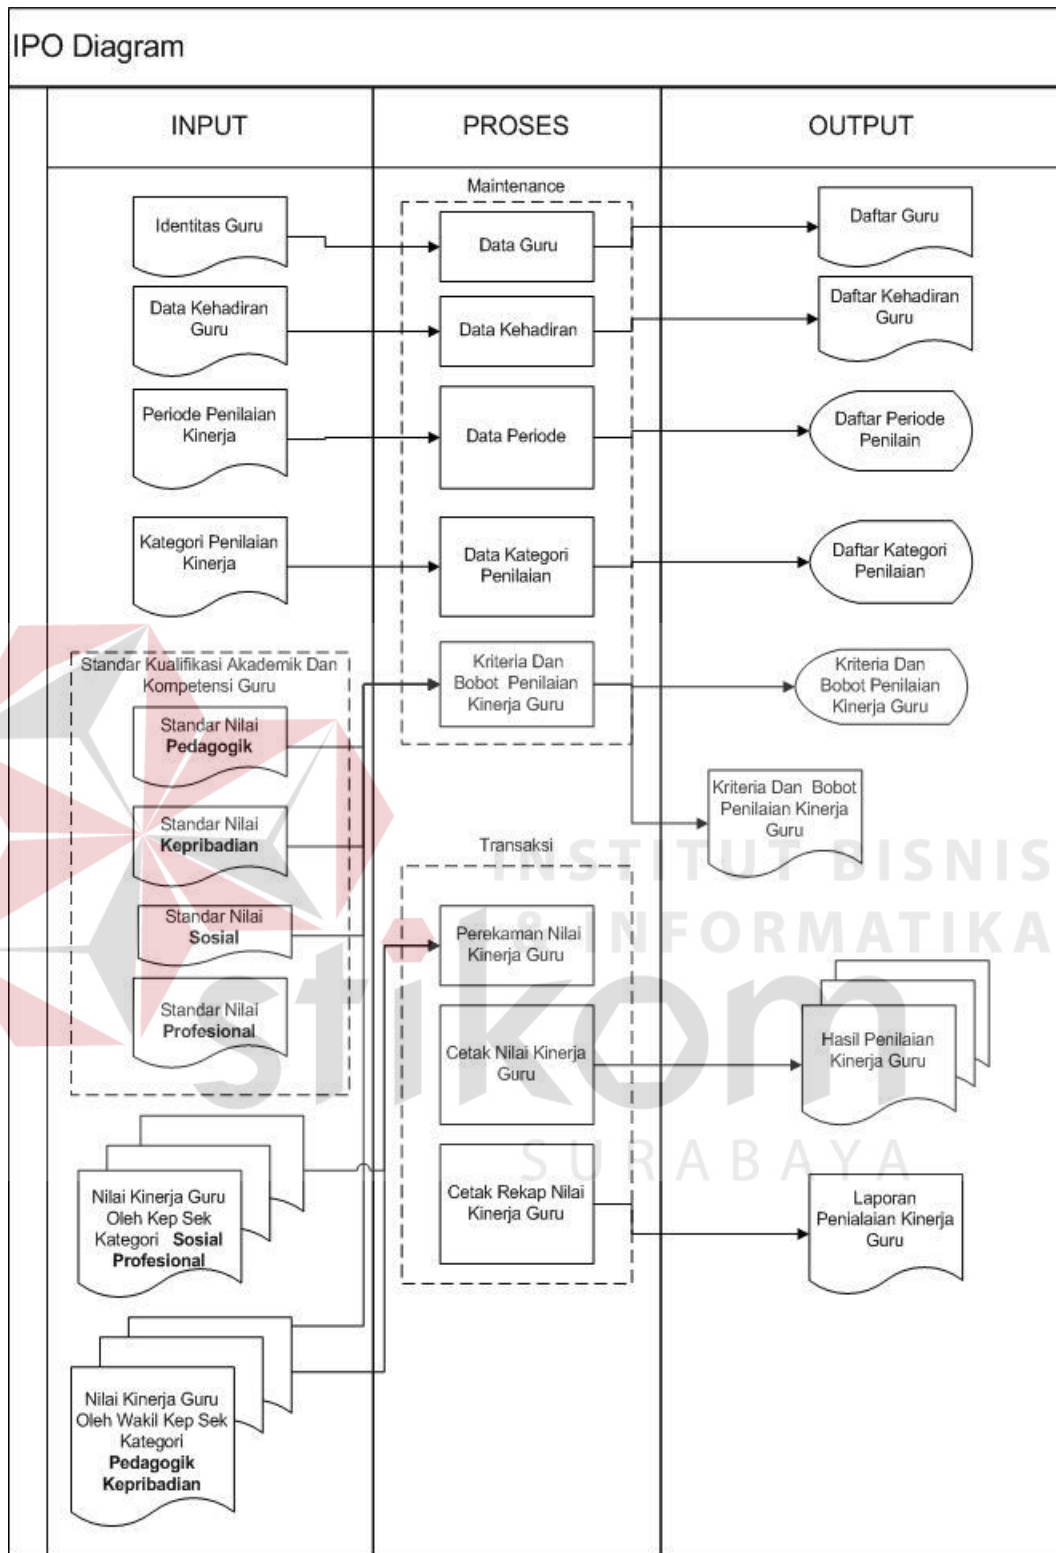 IPO Diagram
INPUT
PROSES
OUTPUT
Maintenance
Identitas Guru
Data Guru
Daftar Guru
Data Kehadiran
Guru
Data Kehadiran
Daftar Kehadiran
Guru
Periode Penilaian
Kinerja
Data Periode
Daftar Periode
Penilain
Kategori Penilaian
Kinerja
Data Kategori
Penilaian
Daftar Kategori
Penilaian
Standar Kualifikasi Akademik Dan
Kompetensi Guru
Kriteria Dan
Bobot Penilaian
Kinerja Guru
Kriteria Dan
Bobot Penilaian
Kinerja Guru
Standar Nilai
Pedagogik
Kriteria Dan Bobot
Penilaian Kinerja
Guru
Standar Nilai
Kepribadian
Transaksi
INSTITUT BISNIS
& INFORMATIKA
Standar Nilai
Sosial
Perekaman Nilai
Kinerja Guru
Standar Nilai
Profesional
stikom
Cetak Nilai Kinerja
Guru
Hasil Penilaian
Kinerja Guru
SURABAYA
Nilai Kinerja Guru
Oleh Kep Sek
Kategori Sosial
Profesional
Cetak Rekap Nilai
Kinerja Guru
Laporan
Penialaian Kinerja
Guru
Nilai Kinerja Guru
Oleh Wakil Kep Sek
Kategori
Pedagogik
Kepribadian